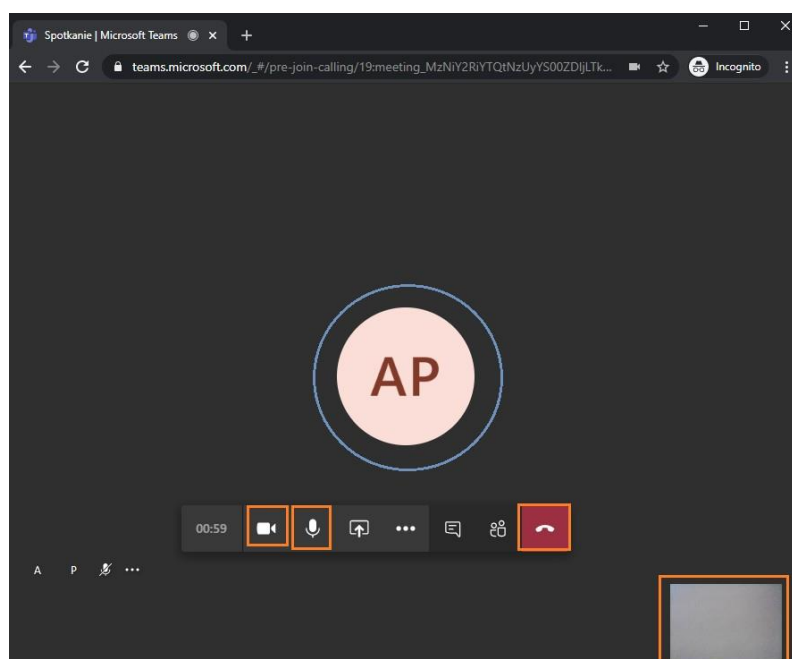 Spotkanie | Microsoft Teams
teams.microsoft.com/_#/pre-join-calling/19:meeting_MzNiY2RiYTQtNzUyYS00ZDljLTk...
Incognito
AP
00:59
A P